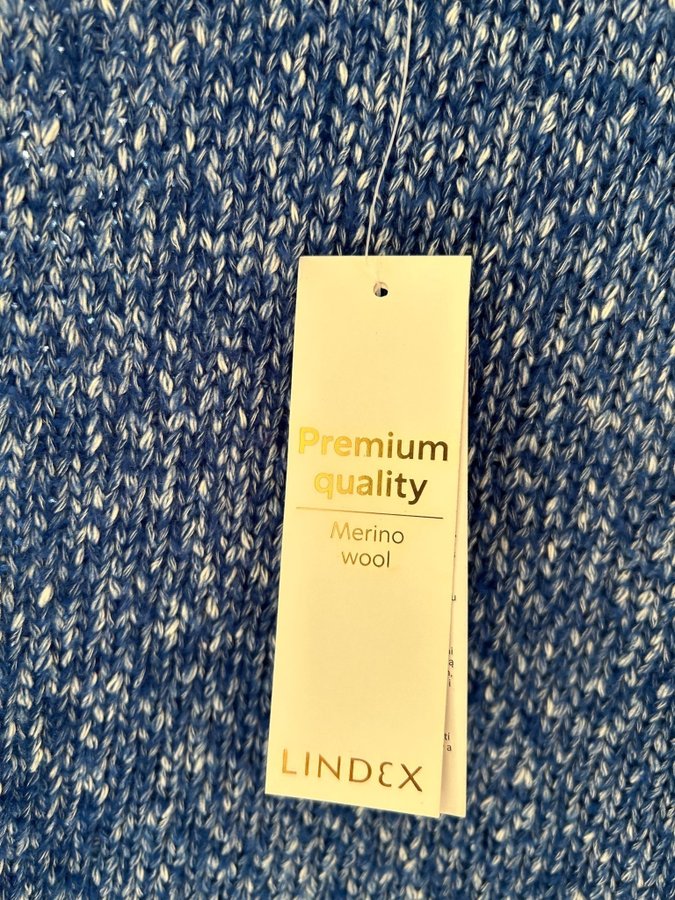 Premium
quality
Merino
wool
LINDEX